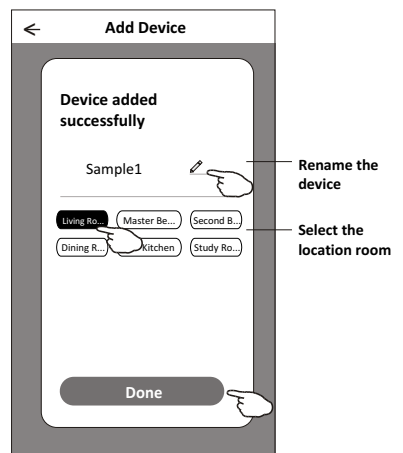 Add Device
Device added
successfully
Sample1
Rename the
device
Living Ro...
Master Be...
Second B...
Select the
location room
Dining R...
Kitchen
Study Ro...
Done